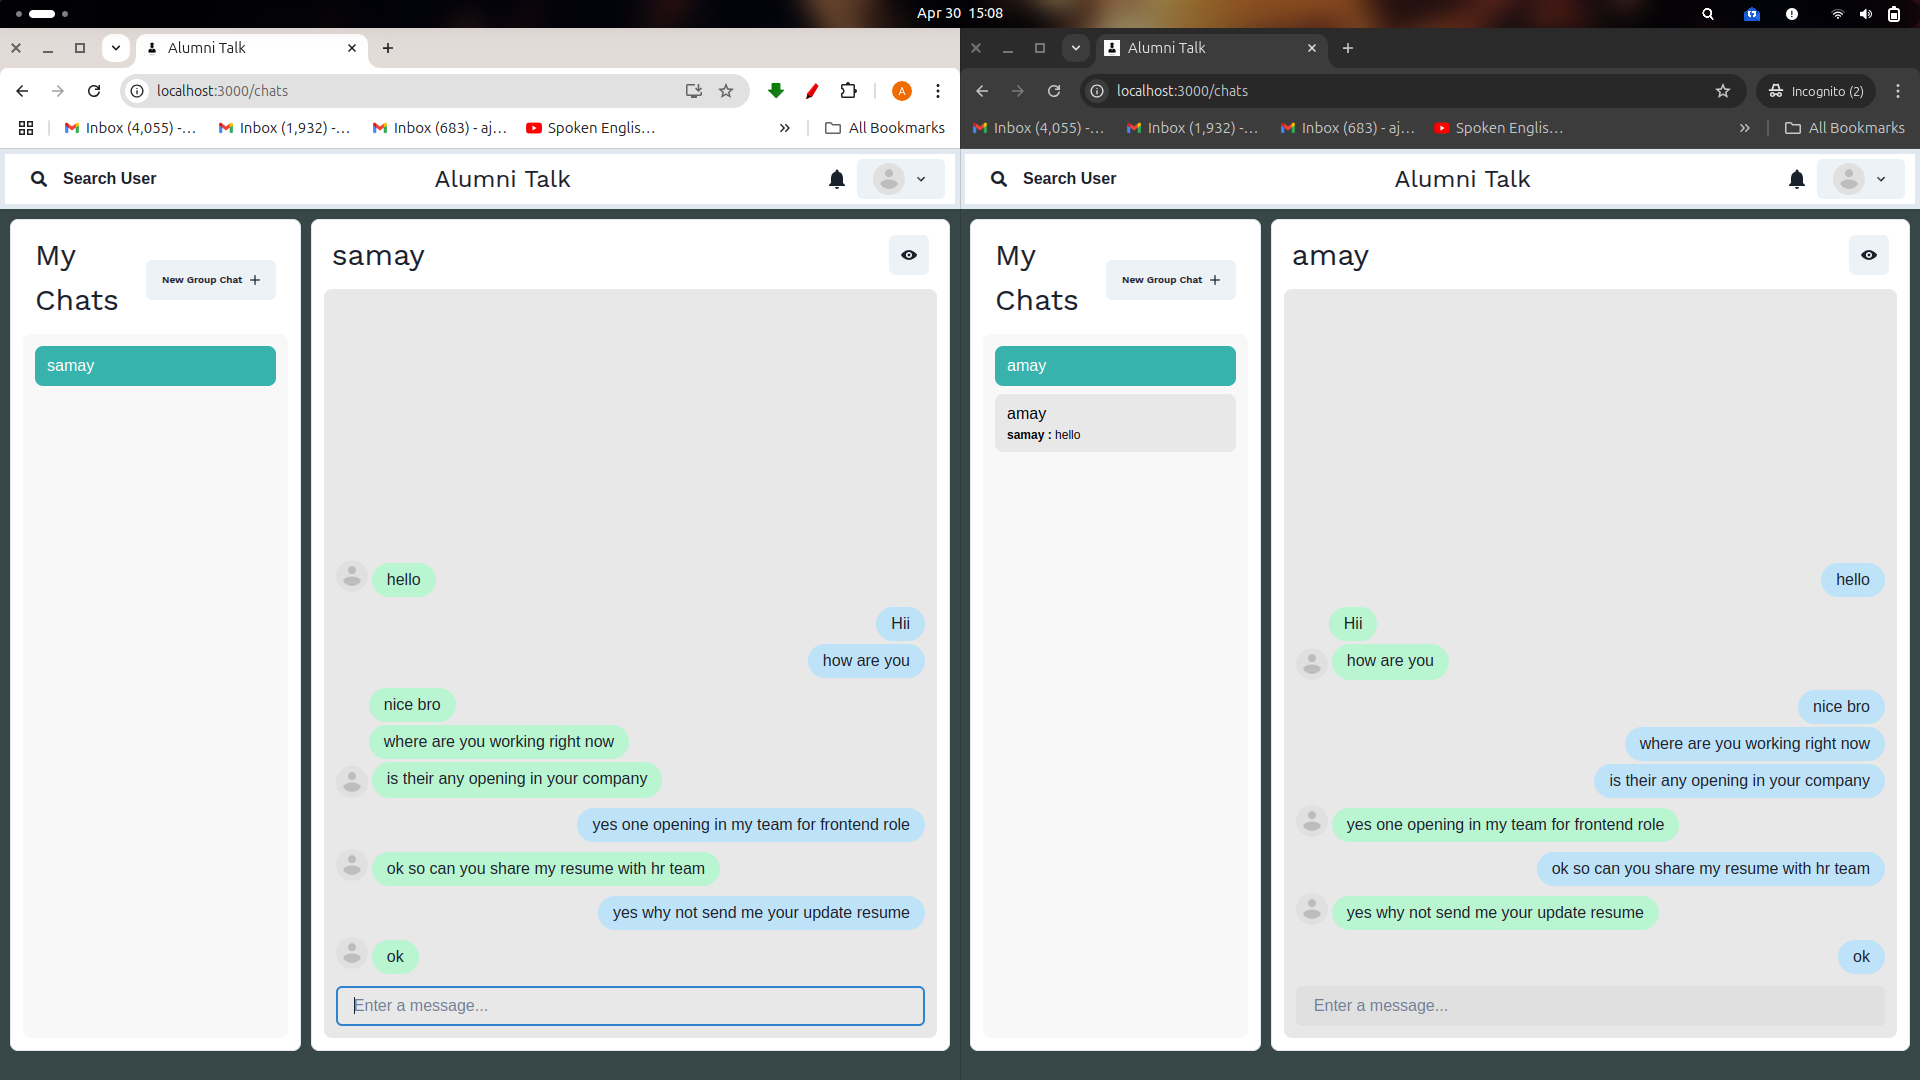 Apr 30 15:08
Alumni Talk
localhost:3000/chats
A
Inbox (4,055) -...
Inbox (1,932) -...
Inbox (683) - aj...
Spoken Englis...
All Bookmarks
Search User
Alumni Talk
My
Chats
New Group Chat
samay
samay
hello
Hii
how are you
nice bro
where are you working right now
is their any opening in your company
yes one opening in my team for frontend role
ok so can you share my resume with hr team
yes why not send me your update resume
ok
Enter a message...
Alumni Talk
localhost:3000/chats
Incognito (2)
Inbox (4,055) -...
Inbox (1,932) -...
Inbox (683) - aj...
Spoken Englis...
All Bookmarks
Search User
Alumni Talk
My
Chats
New Group Chat
amay
amay
samay : hello
amay
hello
Hii
how are you
nice bro
where are you working right now
is their any opening in your company
yes one opening in my team for frontend role
ok so can you share my resume with hr team
yes why not send me your update resume
ok
Enter a message...